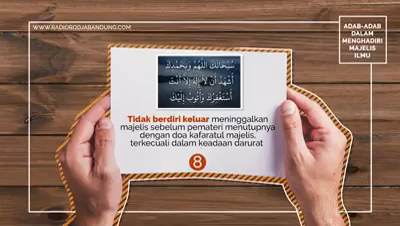 WWW.RADIORODJABANDUNG.COM
ADAB-ADAB
DALAM
MENGHADIRI
MAJELIS
ILMU
سُبْحَانَكَ اللَّهُمَّ وَبِحَمْدِكَ
أَشْهَدُ أَنْ لَا إِلَهَ إِلَّا أَنْتَ
أَسْتَغْفِرُكَ وَأَتُوبُ إِلَيْكَ
Tidak berdiri keluar meninggalkan
majelis sebelum pemateri menutupnya
dengan doa kafaratul majelis,
terkecuali dalam keadaan darurat
8